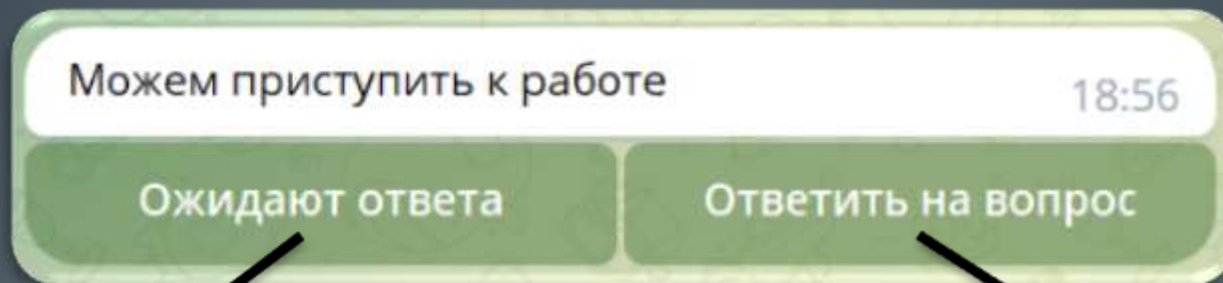 Можем приступить к работе
18:56
Ожидают ответа
Ответить на вопрос